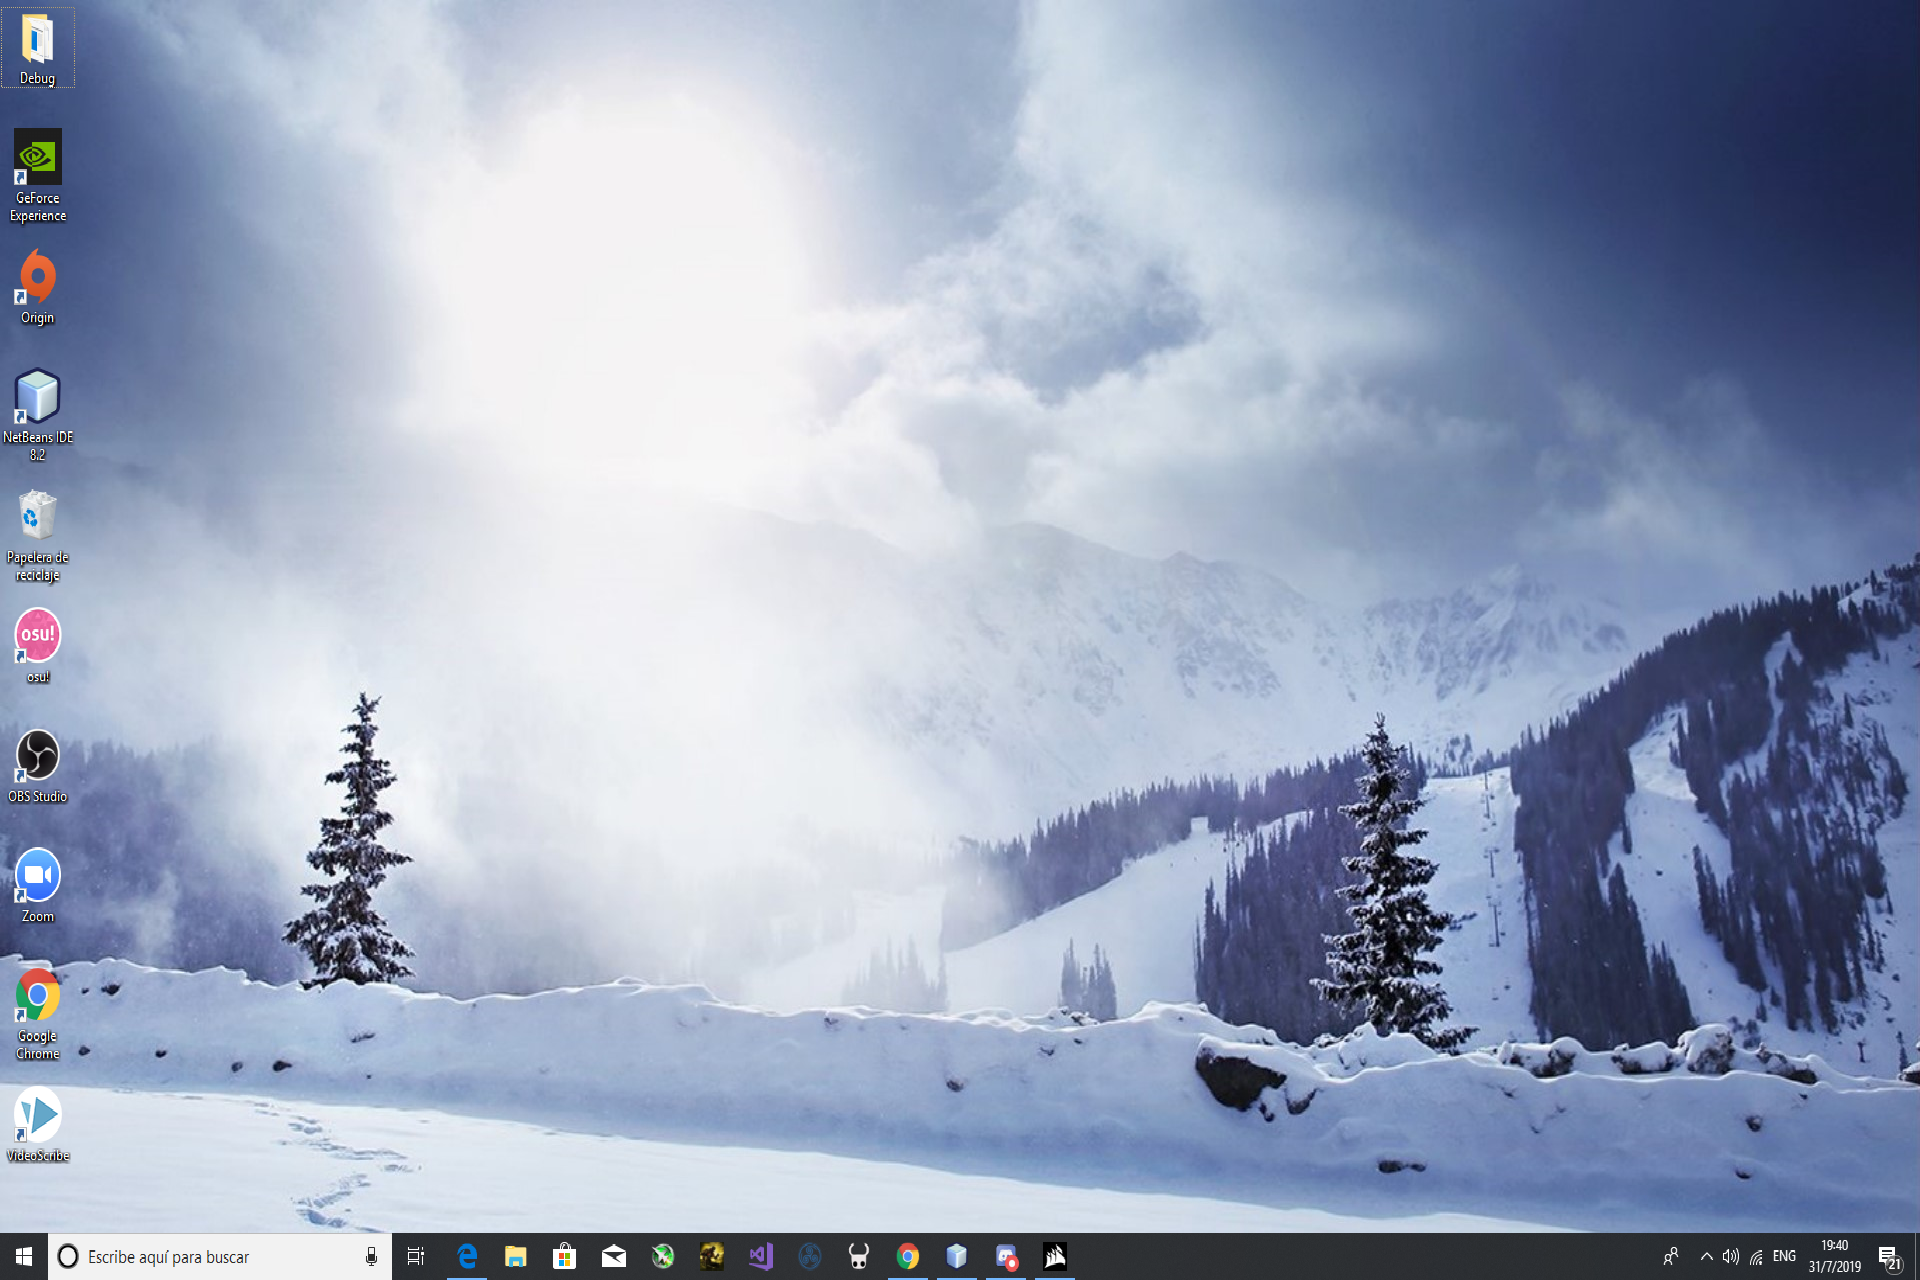 Debug
GeForce
Experience
Origin
NetBeans IDE
8.2
Papelera de
reciclaje
osu!
osu!
OBS Studio
Zoom
Google
Chrome
VideoScribe
Escribe aquí para buscar
ENG
19:40
31/7/2019
21